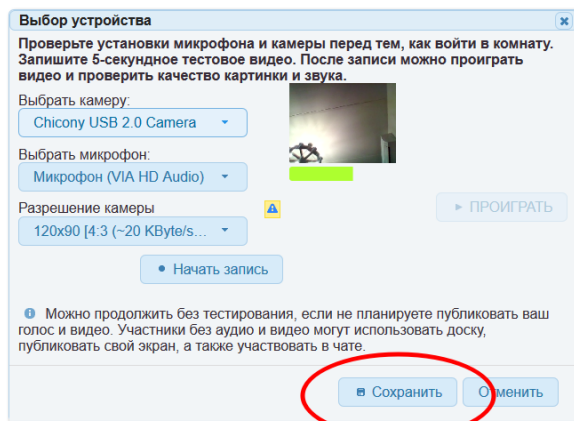 Выбор устройства
Проверьте установки микрофона и камеры перед тем, как войти в комнату.
Запишите 5-секундное тестовое видео. После записи можно проиграть
видео и проверить качество картинки и звука.
Выбрать камеру:
Chicony USB 2.0 Camera
Выбрать микрофон:
Микрофон (VIA HD Audio)
Разрешение камеры
120x90 [4:3 (~20 KByte/s...
ПРОИГРАТЬ
Начать запись
Можно продолжить без тестирования, если не планируете публиковать ваш
голос и видео. Участники без аудио и видео могут использовать доску,
публиковать свой экран, а также участвовать в чате.
Сохранить
Отменить